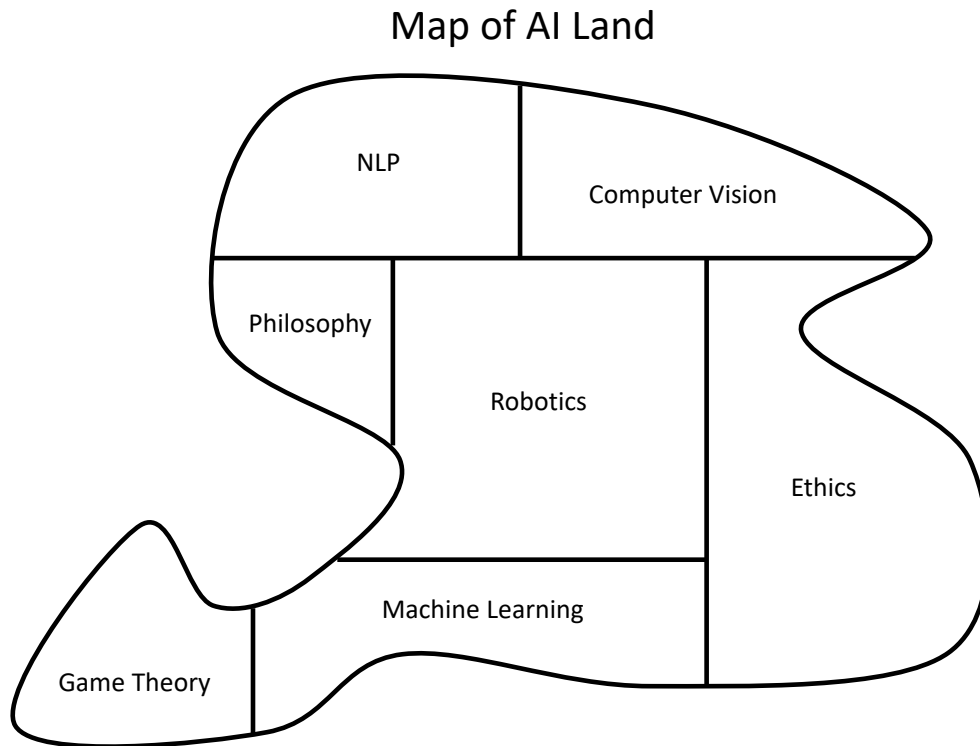 Map of AI Land
NLP
Computer Vision
Philosophy
Robotics
Ethics
Machine Learning
Game Theory